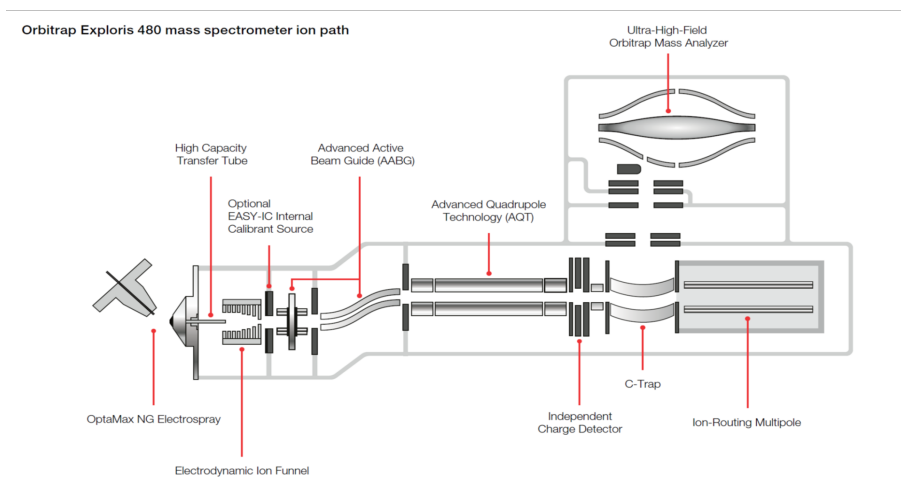 Orbitrap Exploris 480 mass spectrometer ion path
Ultra-High-Field
Orbitrap Mass Analyzer
High Capacity
Transfer Tube
Advanced Active
Beam Guide (AABG)
Optional
EASY-IC Internal
Calibrant Source
Advanced Quadrupole
Technology (AQT)
OptaMax NG Electrospray
Electrodynamic Ion Funnel
Independent
Charge Detector
C-Trap
Ion-Routing Multipole